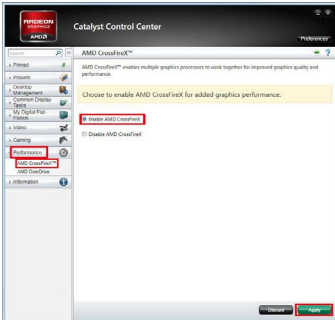 RADEON
GRAPHICS
AMD
Catalyst Control Center
Preferences
Search
AMD CrossFireX™
Pinned
Presets
Desktop
Management
Common Display
Tasks
My Digital Flat-
Panels
Video
Gaming
Performance
AMD CrossFireX™
AMD OverDrive
Information
AMD CrossFireX™ enables multiple graphics processors to work together for improved graphics quality and
performance.
Choose to enable AMD CrossFireX for added graphics performance.
Enable AMD CrossFireX
Disable AMD CrossFireX
Discard
Apply